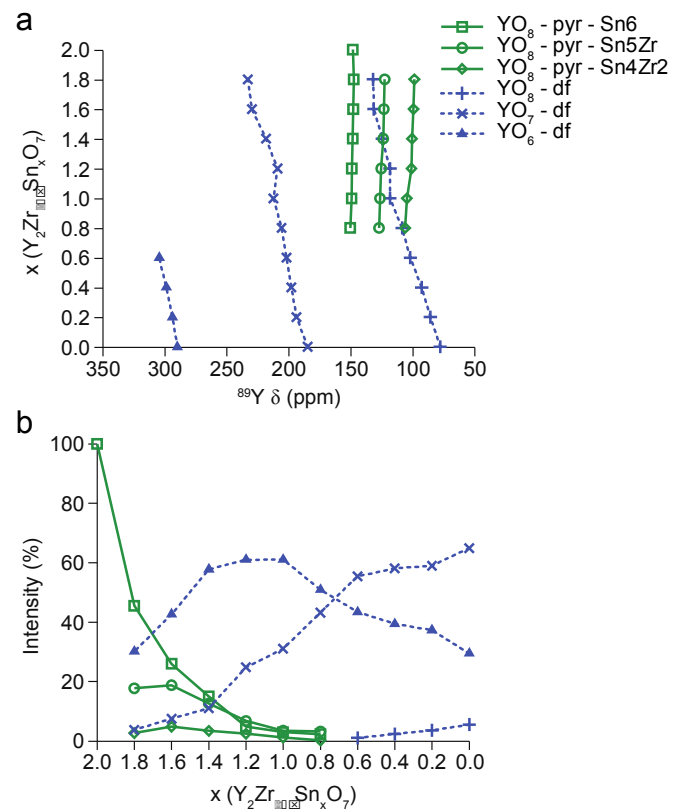 a
YO₈ - pyr - Sn6
YO₈ - pyr - Sn5Zr
YO₈ - pyr - Sn4Zr2
YO₈ - df
YO₇ - df
YO₆ - df
2.0
1.8
1.6
1.4
1.2
1.0
0.8
0.6
0.4
0.2
0.0
x (Y₂Zr SnₓO₇)
350 300 250 200 150 100 50
⁸⁹Y δ (ppm)
b
100
80
60
40
20
0
Intensity (%)
2.0 1.8 1.6 1.4 1.2 1.0 0.8 0.6 0.4 0.2 0.0
x (Y₂Zr SnₓO₇)